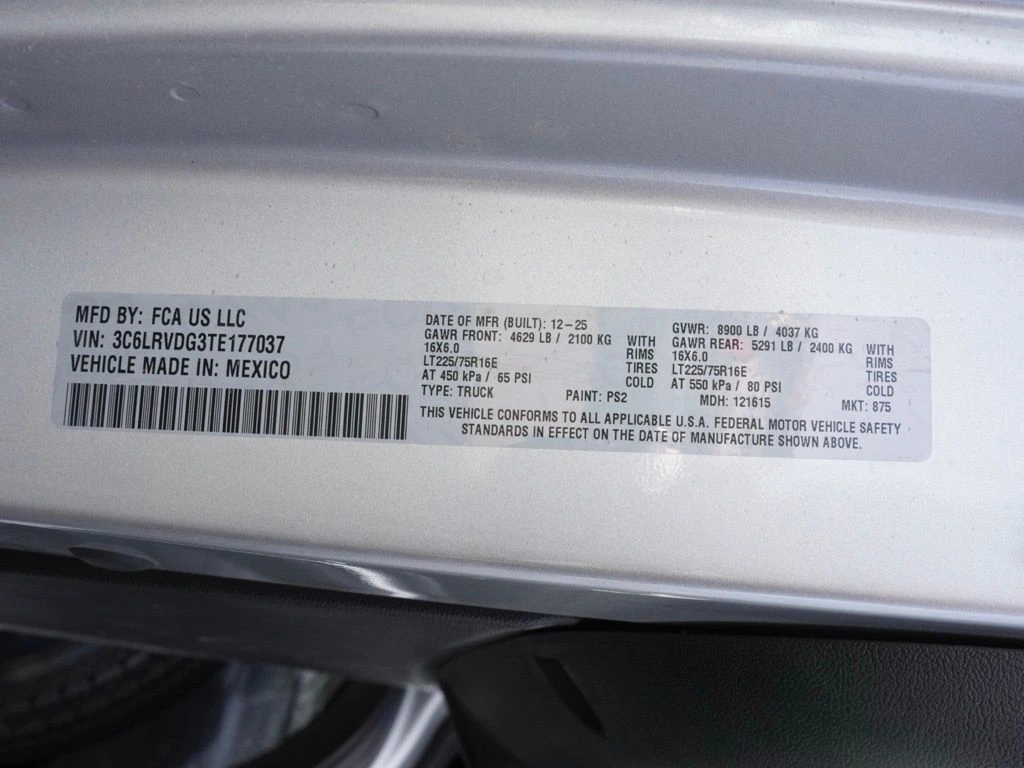 MFD BY: FCA US LLC
VIN: 3C6LRVDG3TE177037
VEHICLE MADE IN: MEXICO
DATE OF MFR (BUILT): 12-25
GAWR FRONT: 4629 LB / 2100 KG WITH
16X6.0 RIMS
LT225/75R16E TIRES
AT 450 kPa / 65 PSI COLD
TYPE: TRUCK PAINT: PS2
GVWR: 8900 LB / 4037 KG
GAWR REAR: 5291 LB / 2400 KG WITH
16X6.0 RIMS
LT225/75R16E TIRES
AT 550 kPa / 80 PSI COLD
MDH: 121615 MKT: 875
THIS VEHICLE CONFORMS TO ALL APPLICABLE U.S.A. FEDERAL MOTOR VEHICLE SAFETY
STANDARDS IN EFFECT ON THE DATE OF MANUFACTURE SHOWN ABOVE.